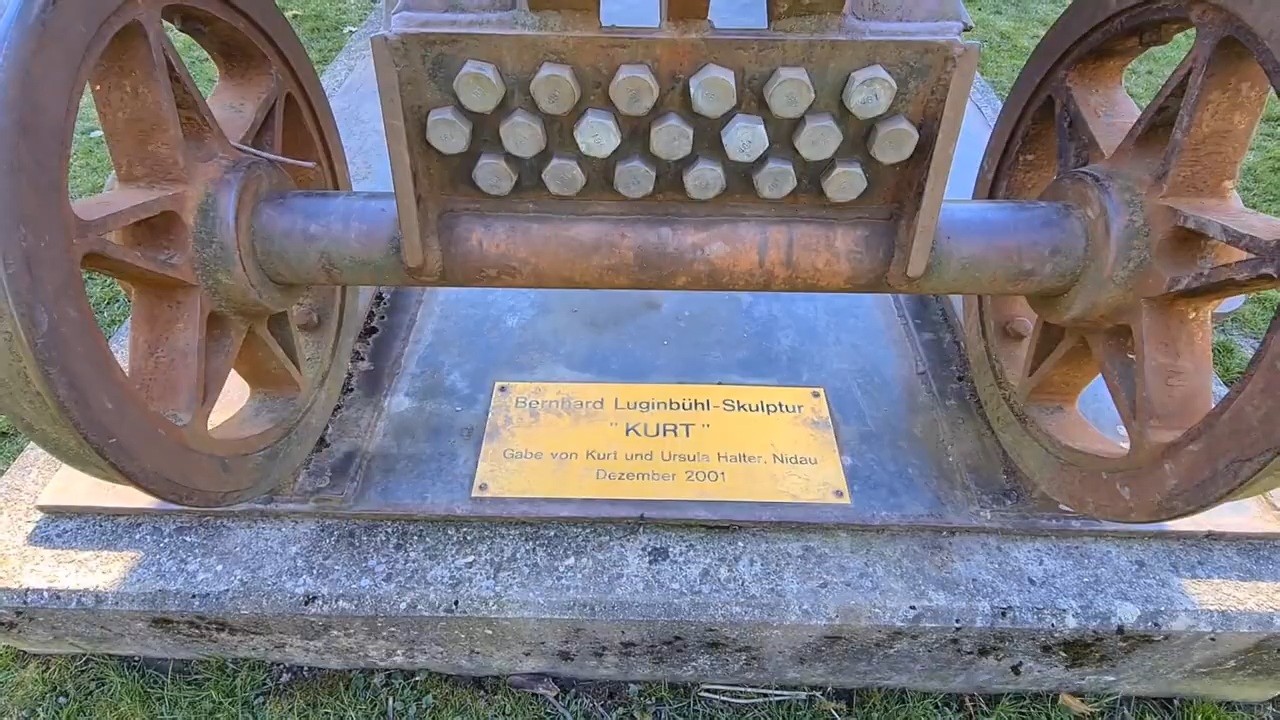 Bernhard Luginbühl-Skulptur
"KURT"
Gabe von Kurt und Ursula Halter, Nidau
Dezember 2001